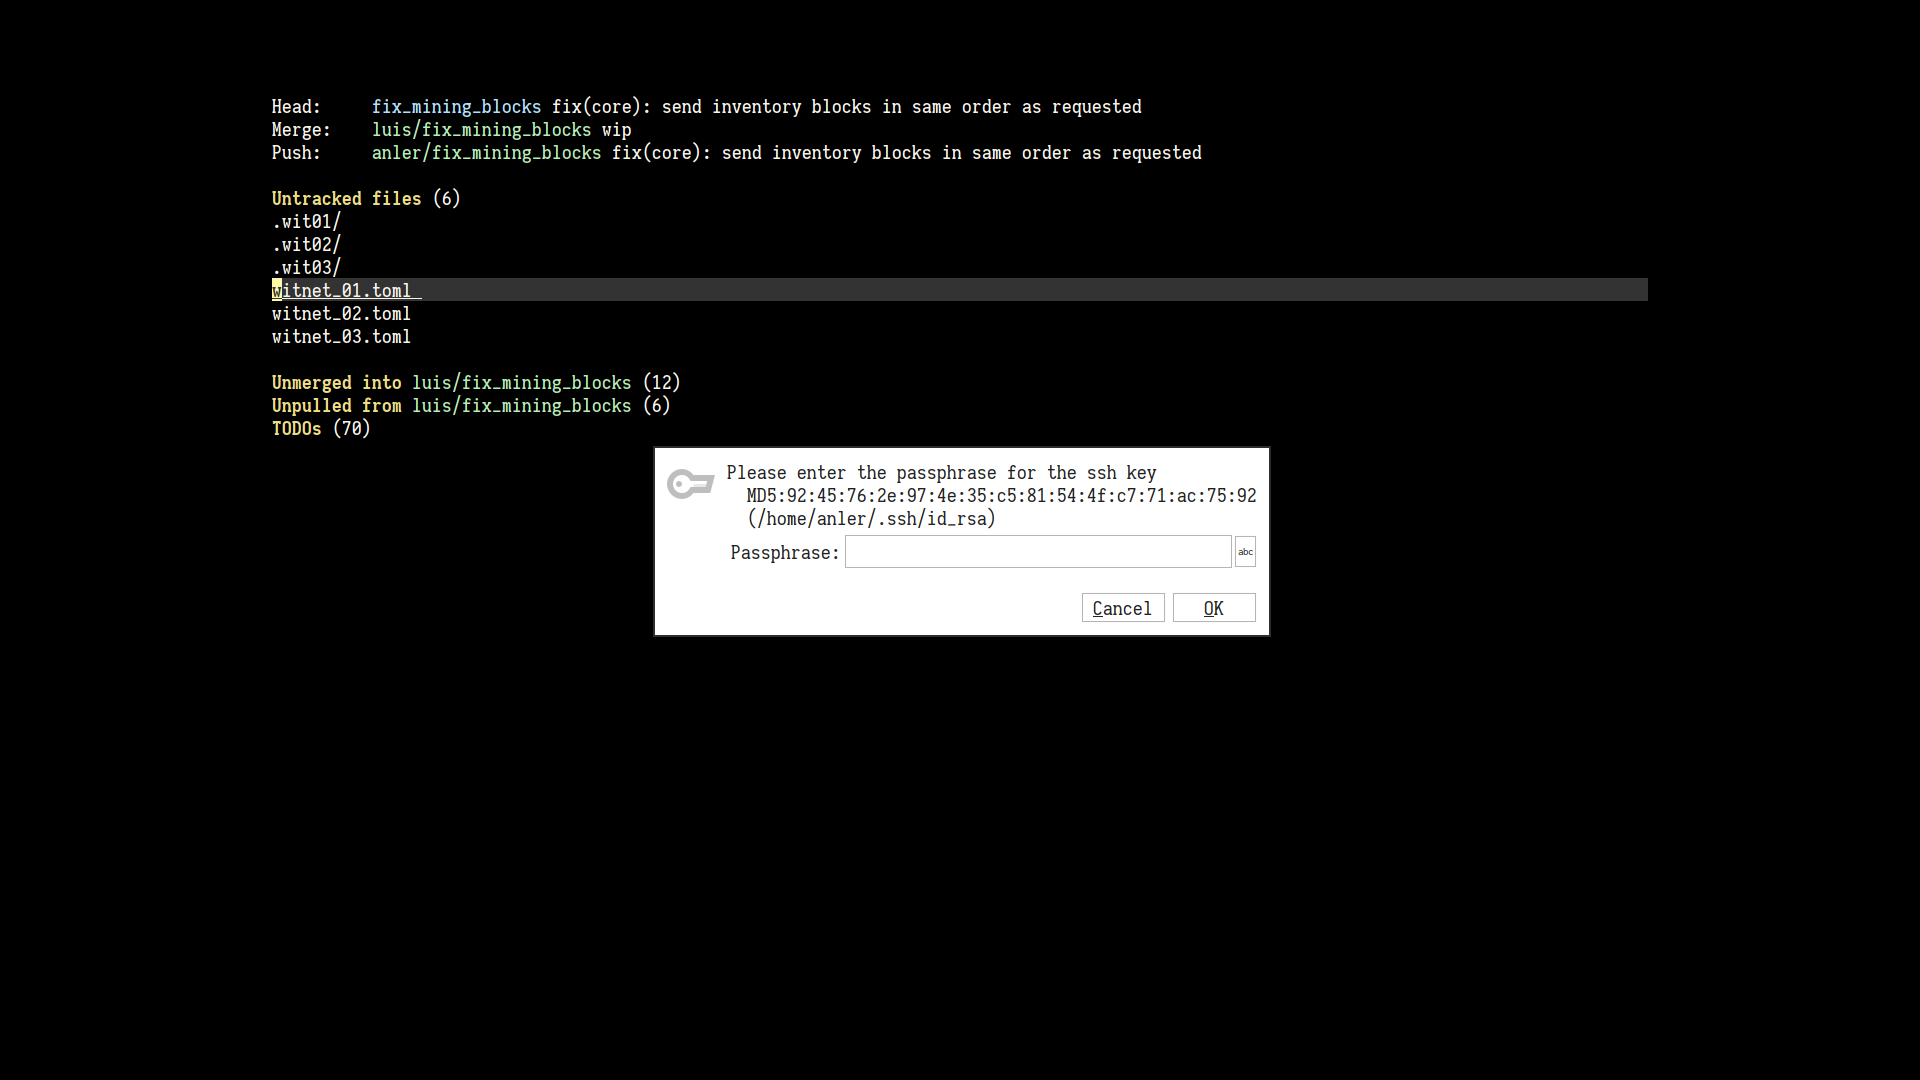 Head:     fix_mining_blocks fix(core): send inventory blocks in same order as requested
Merge:    luis/fix_mining_blocks wip
Push:     anler/fix_mining_blocks fix(core): send inventory blocks in same order as requested
Untracked files (6)
.wit01/
.wit02/
.wit03/
witnet_01.toml
witnet_02.toml
witnet_03.toml
Unmerged into luis/fix_mining_blocks (12)
Unpulled from luis/fix_mining_blocks (6)
TODOs (70)
Please enter the passphrase for the ssh key
MD5:92:45:76:2e:97:4e:35:c5:81:54:4f:c7:71:ac:75:92
(/home/anler/.ssh/id_rsa)
Passphrase: abc
Cancel OK